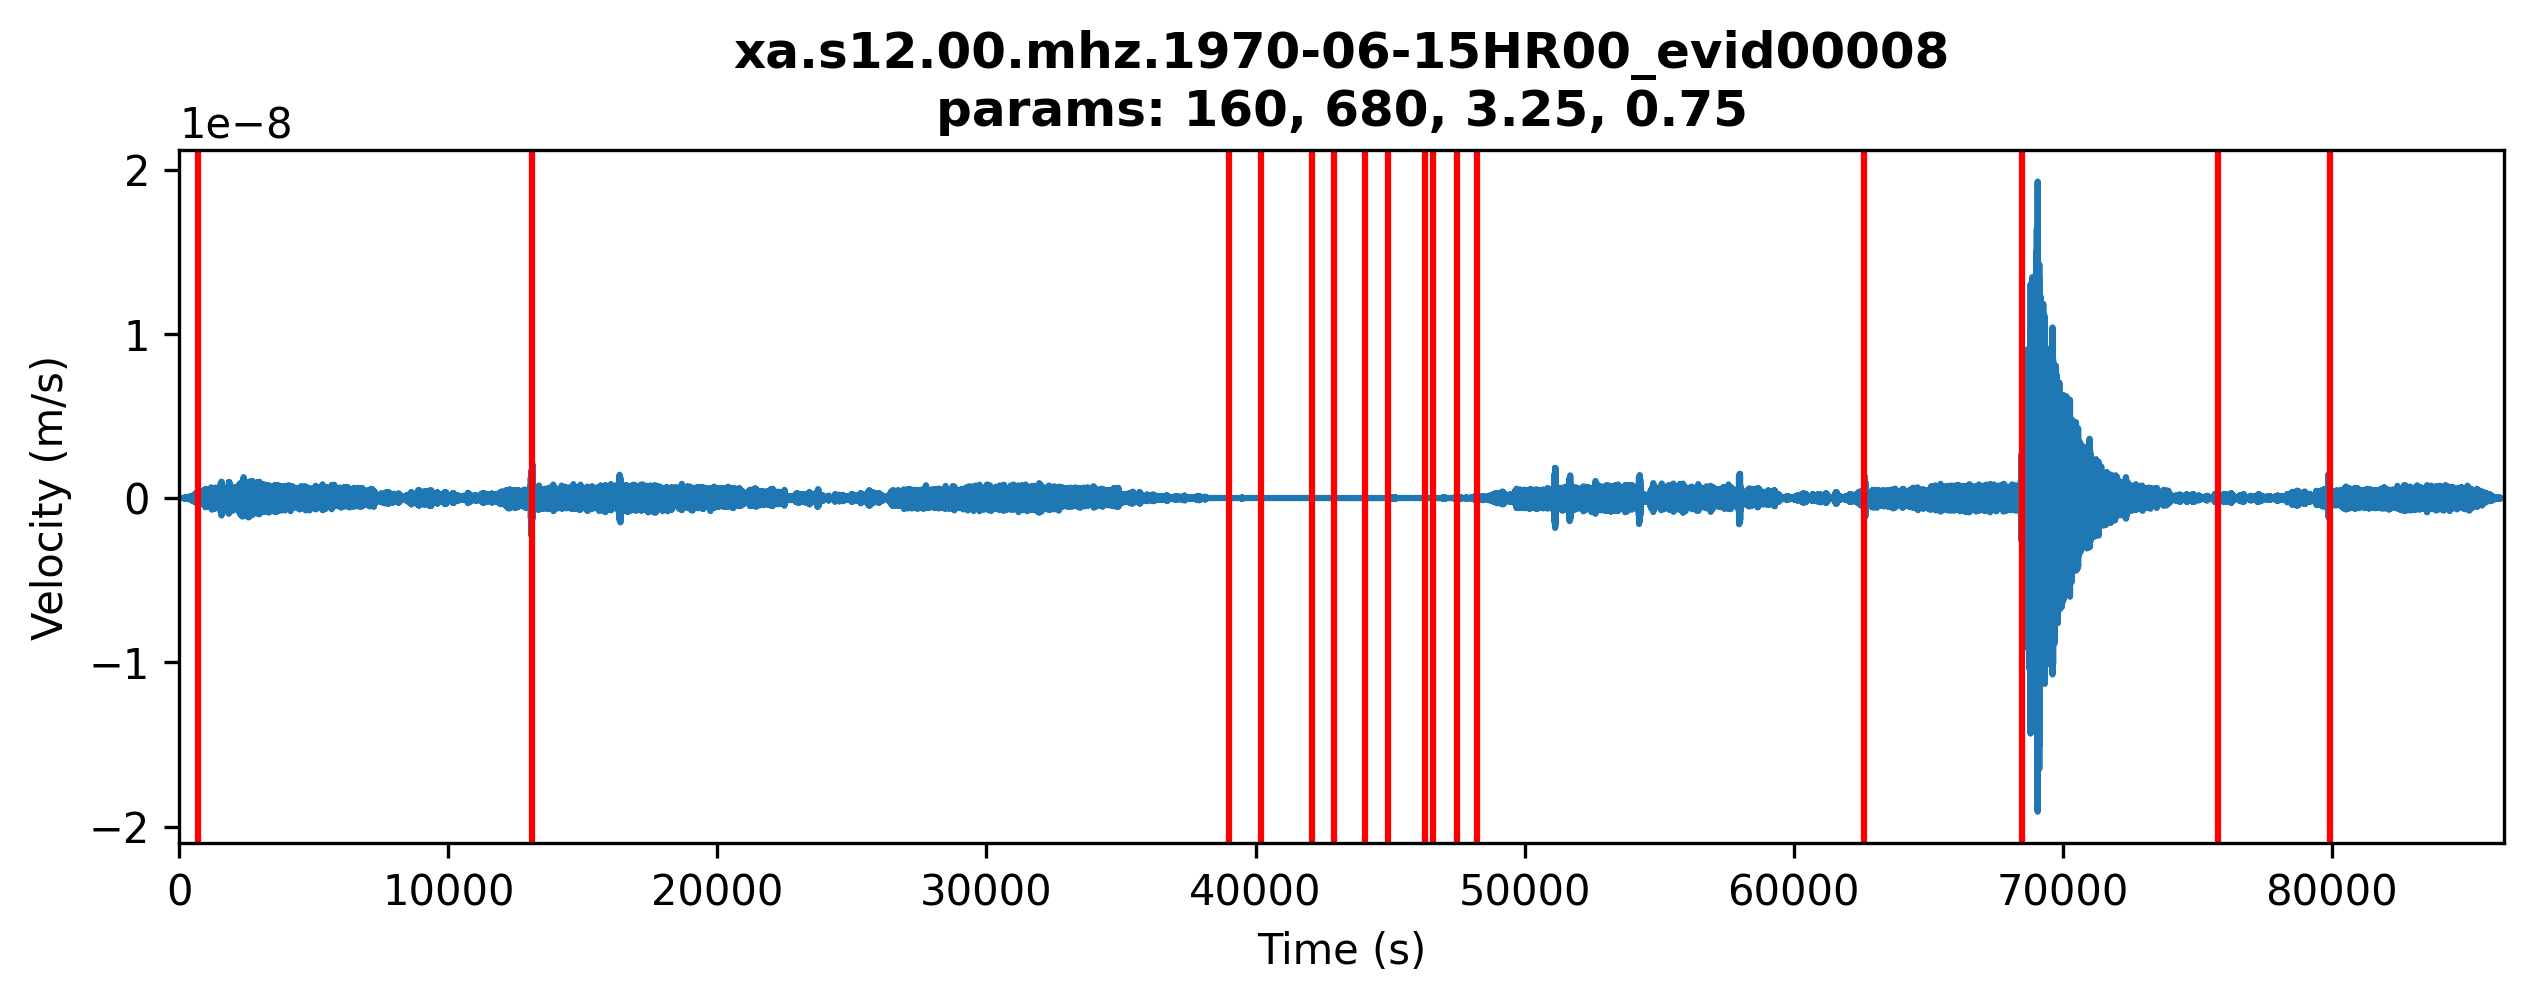 xa.s12.00.mhz.1970-06-15HR00_evid00008
params: 160, 680, 3.25, 0.75
1e−8
2
1
0
−1
−2
Velocity (m/s)
0 10000 20000 30000 40000 50000 60000 70000 80000
Time (s)